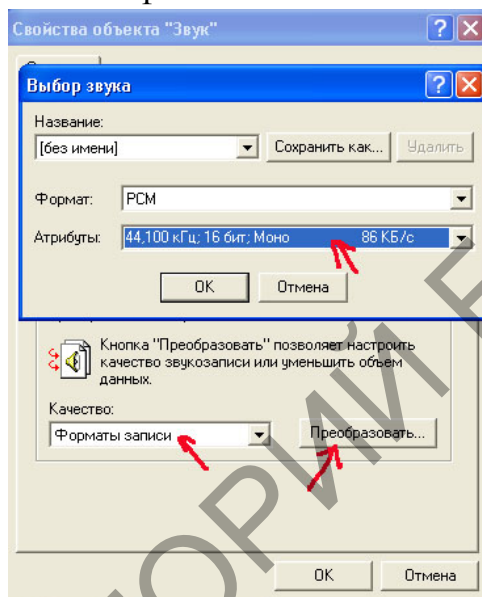 Свойства объекта "Звук"
Выбор звука
Название:
[без имени]
Сохранить как...
Удалить
Формат:
PCM
Атрибуты:
44,100 кГц; 16 бит; Моно 86 КБ/с
OK
Отмена
Кнопка "Преобразовать" позволяет настроить
качество звукозаписи или уменьшить объем
данных.
Качество:
Форматы записи
Преобразовать...
OK
Отмена